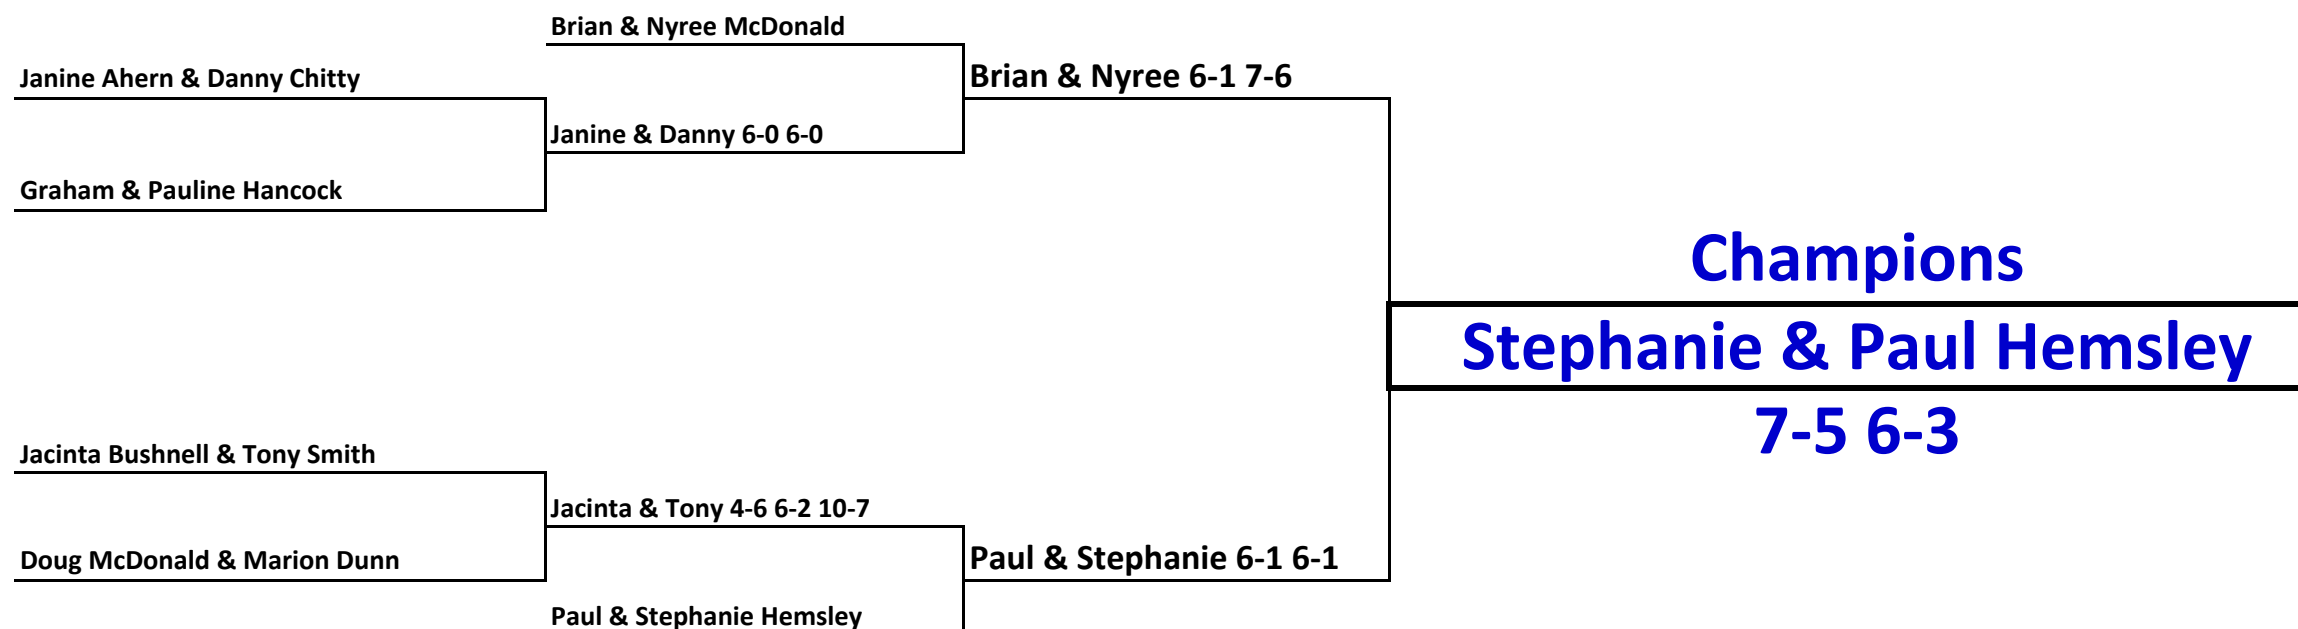 Brian & Nyree McDonald
Janine Ahern & Danny Chitty
Brian & Nyree 6-1 7-6
Janine & Danny 6-0 6-0
Graham & Pauline Hancock
Champions
Stephanie & Paul Hemsley
7-5 6-3
Jacinta Bushnell & Tony Smith
Jacinta & Tony 4-6 6-2 10-7
Doug McDonald & Marion Dunn
Paul & Stephanie 6-1 6-1
Paul & Stephanie Hemsley